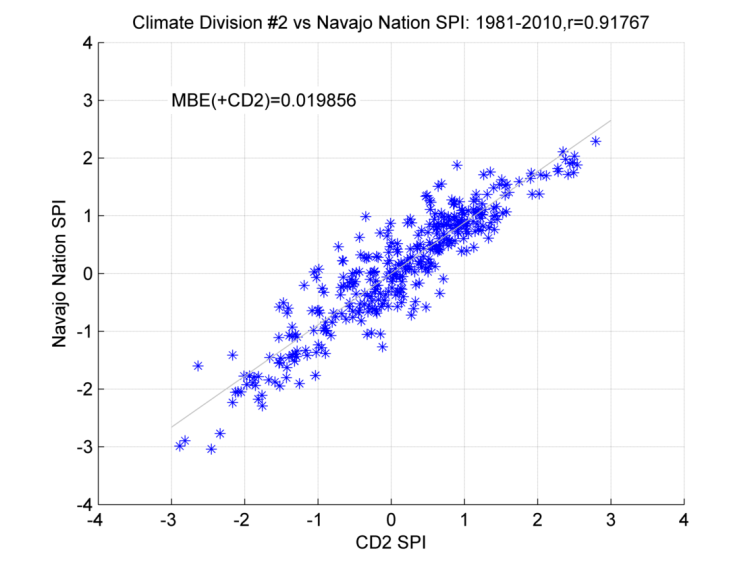 Climate Division #2 vs Navajo Nation SPI: 1981-2010,r=0.91767
4
3
2
1
0
-1
-2
-3
-4
MBE(+CD2)=0.019856
Navajo Nation SPI
-4 -3 -2 -1 0 1 2 3 4
CD2 SPI